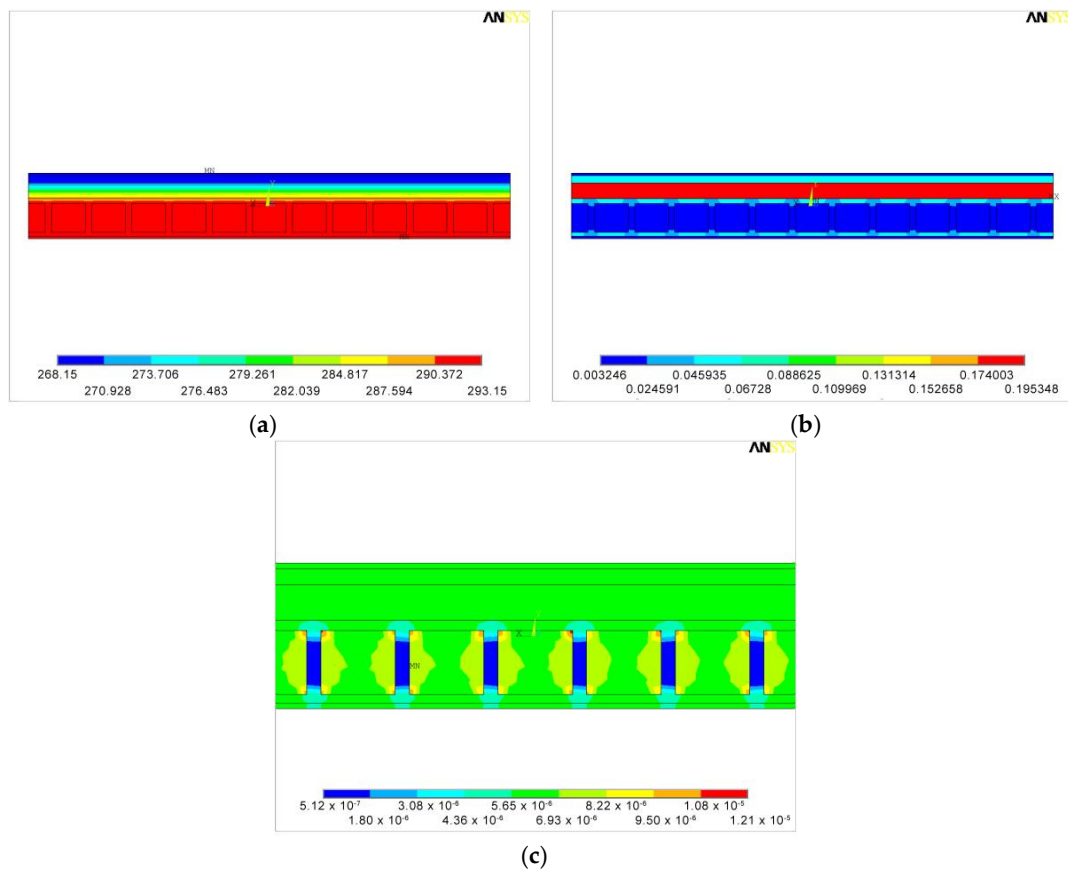 ANSYS
ANSYS
MN
Y
X
MX
268.15 273.706 279.261 284.817 290.372
270.928 276.483 282.039 287.594 293.15
MX
0.003246 0.045935 0.088625 0.131314 0.174003
0.024591 0.06728 0.109969 0.152658 0.195348
(a)
(b)
ANSYS
X
MN
5.12 x 10⁻⁷ 3.08 x 10⁻⁶ 5.65 x 10⁻⁶ 8.22 x 10⁻⁶ 1.08 x 10⁻⁵
1.80 x 10⁻⁶ 4.36 x 10⁻⁶ 6.93 x 10⁻⁶ 9.50 x 10⁻⁶ 1.21 x 10⁻⁵
(c)